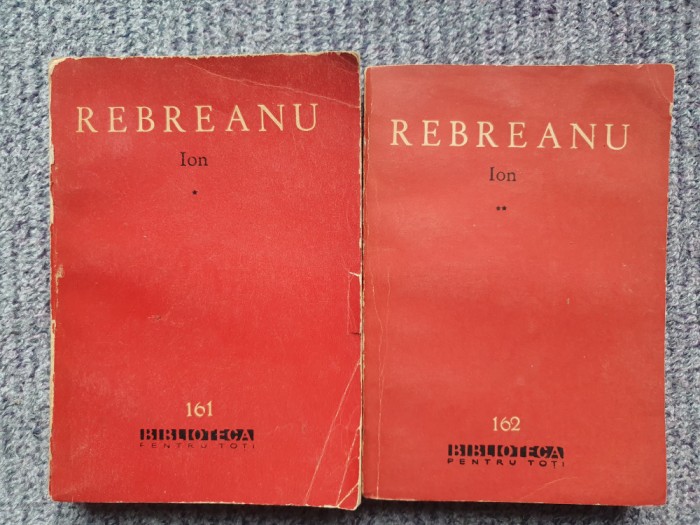 REBREANU
Ion
*
161
BIBLIOTECA
PENTRU TOȚI
REBREANU
Ion
**
162
BIBLIOTECA
PENTRU TOȚI